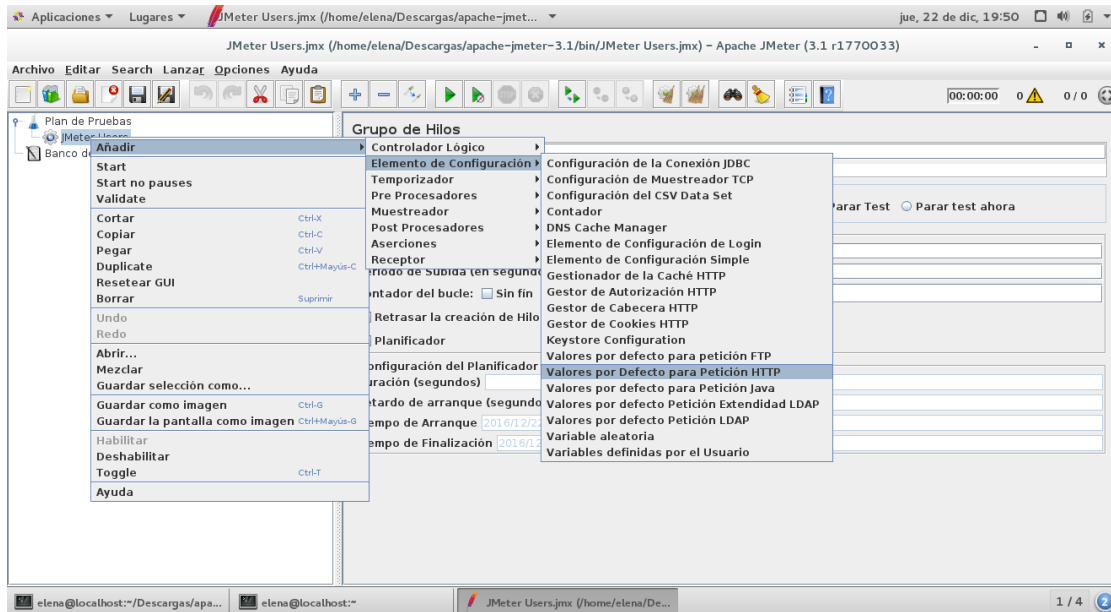 Aplicaciones Lugares JMeter Users.jmx (/home/elena/Descargas/apache-jmet... jue, 22 de dic, 19:50
JMeter Users.jmx (/home/elena/Descargas/apache-jmeter-3.1/bin/JMeter Users.jmx) – Apache JMeter (3.1 r1770033)
Archivo Editar Search Lanzar Opciones Ayuda
00:00:00 0 0 / 0
Plan de Pruebas
JMeter Users
Banco de
Grupo de Hilos
Añadir
Start
Start no pauses
Validate
Cortar Ctrl-X
Copiar Ctrl-C
Pegar Ctrl-V
Duplicate Ctrl+Mayús-C
Resetear GUI
Borrar Suprimir
Undo
Redo
Abrir...
Mezclar
Guardar selección como...
Guardar como imagen Ctrl-G
Guardar la pantalla como imagen Ctrl+Mayús-G
Habilitar
Deshabilitar
Toggle Ctrl-T
Ayuda
Controlador Lógico
Elemento de Configuración
Temporizador
Pre Procesadores
Muestreador
Post Procesadores
Aserciones
Receptor
Configuración de la Conexión JDBC
Configuración de Muestreador TCP
Configuración del CSV Data Set
Contador
DNS Cache Manager
Elemento de Configuración de Login
Elemento de Configuración Simple
Gestionador de la Caché HTTP
Gestor de Autorización HTTP
Gestor de Cabecera HTTP
Gestor de Cookies HTTP
Keystore Configuration
Valores por defecto para petición FTP
Valores por Defecto para Petición HTTP
Valores por defecto para Petición Java
Valores por defecto Petición Extendidad LDAP
Valores por defecto Petición LDAP
Variable aleatoria
Variables definidas por el Usuario
Parar Test Parar test ahora
eriodo de Subida (en segundo
ontador del bucle: Sin fín
Retrasar la creación de Hilo
Planificador
onfiguración del Planificador
uración (segundos)
etardo de arranque (segundo
empo de Arranque 2016/12/22
empo de Finalización 2016/12
elena@localhost:~/Descargas/apa... elena@localhost:~ JMeter Users.jmx (/home/elena/De... 1 / 4 2